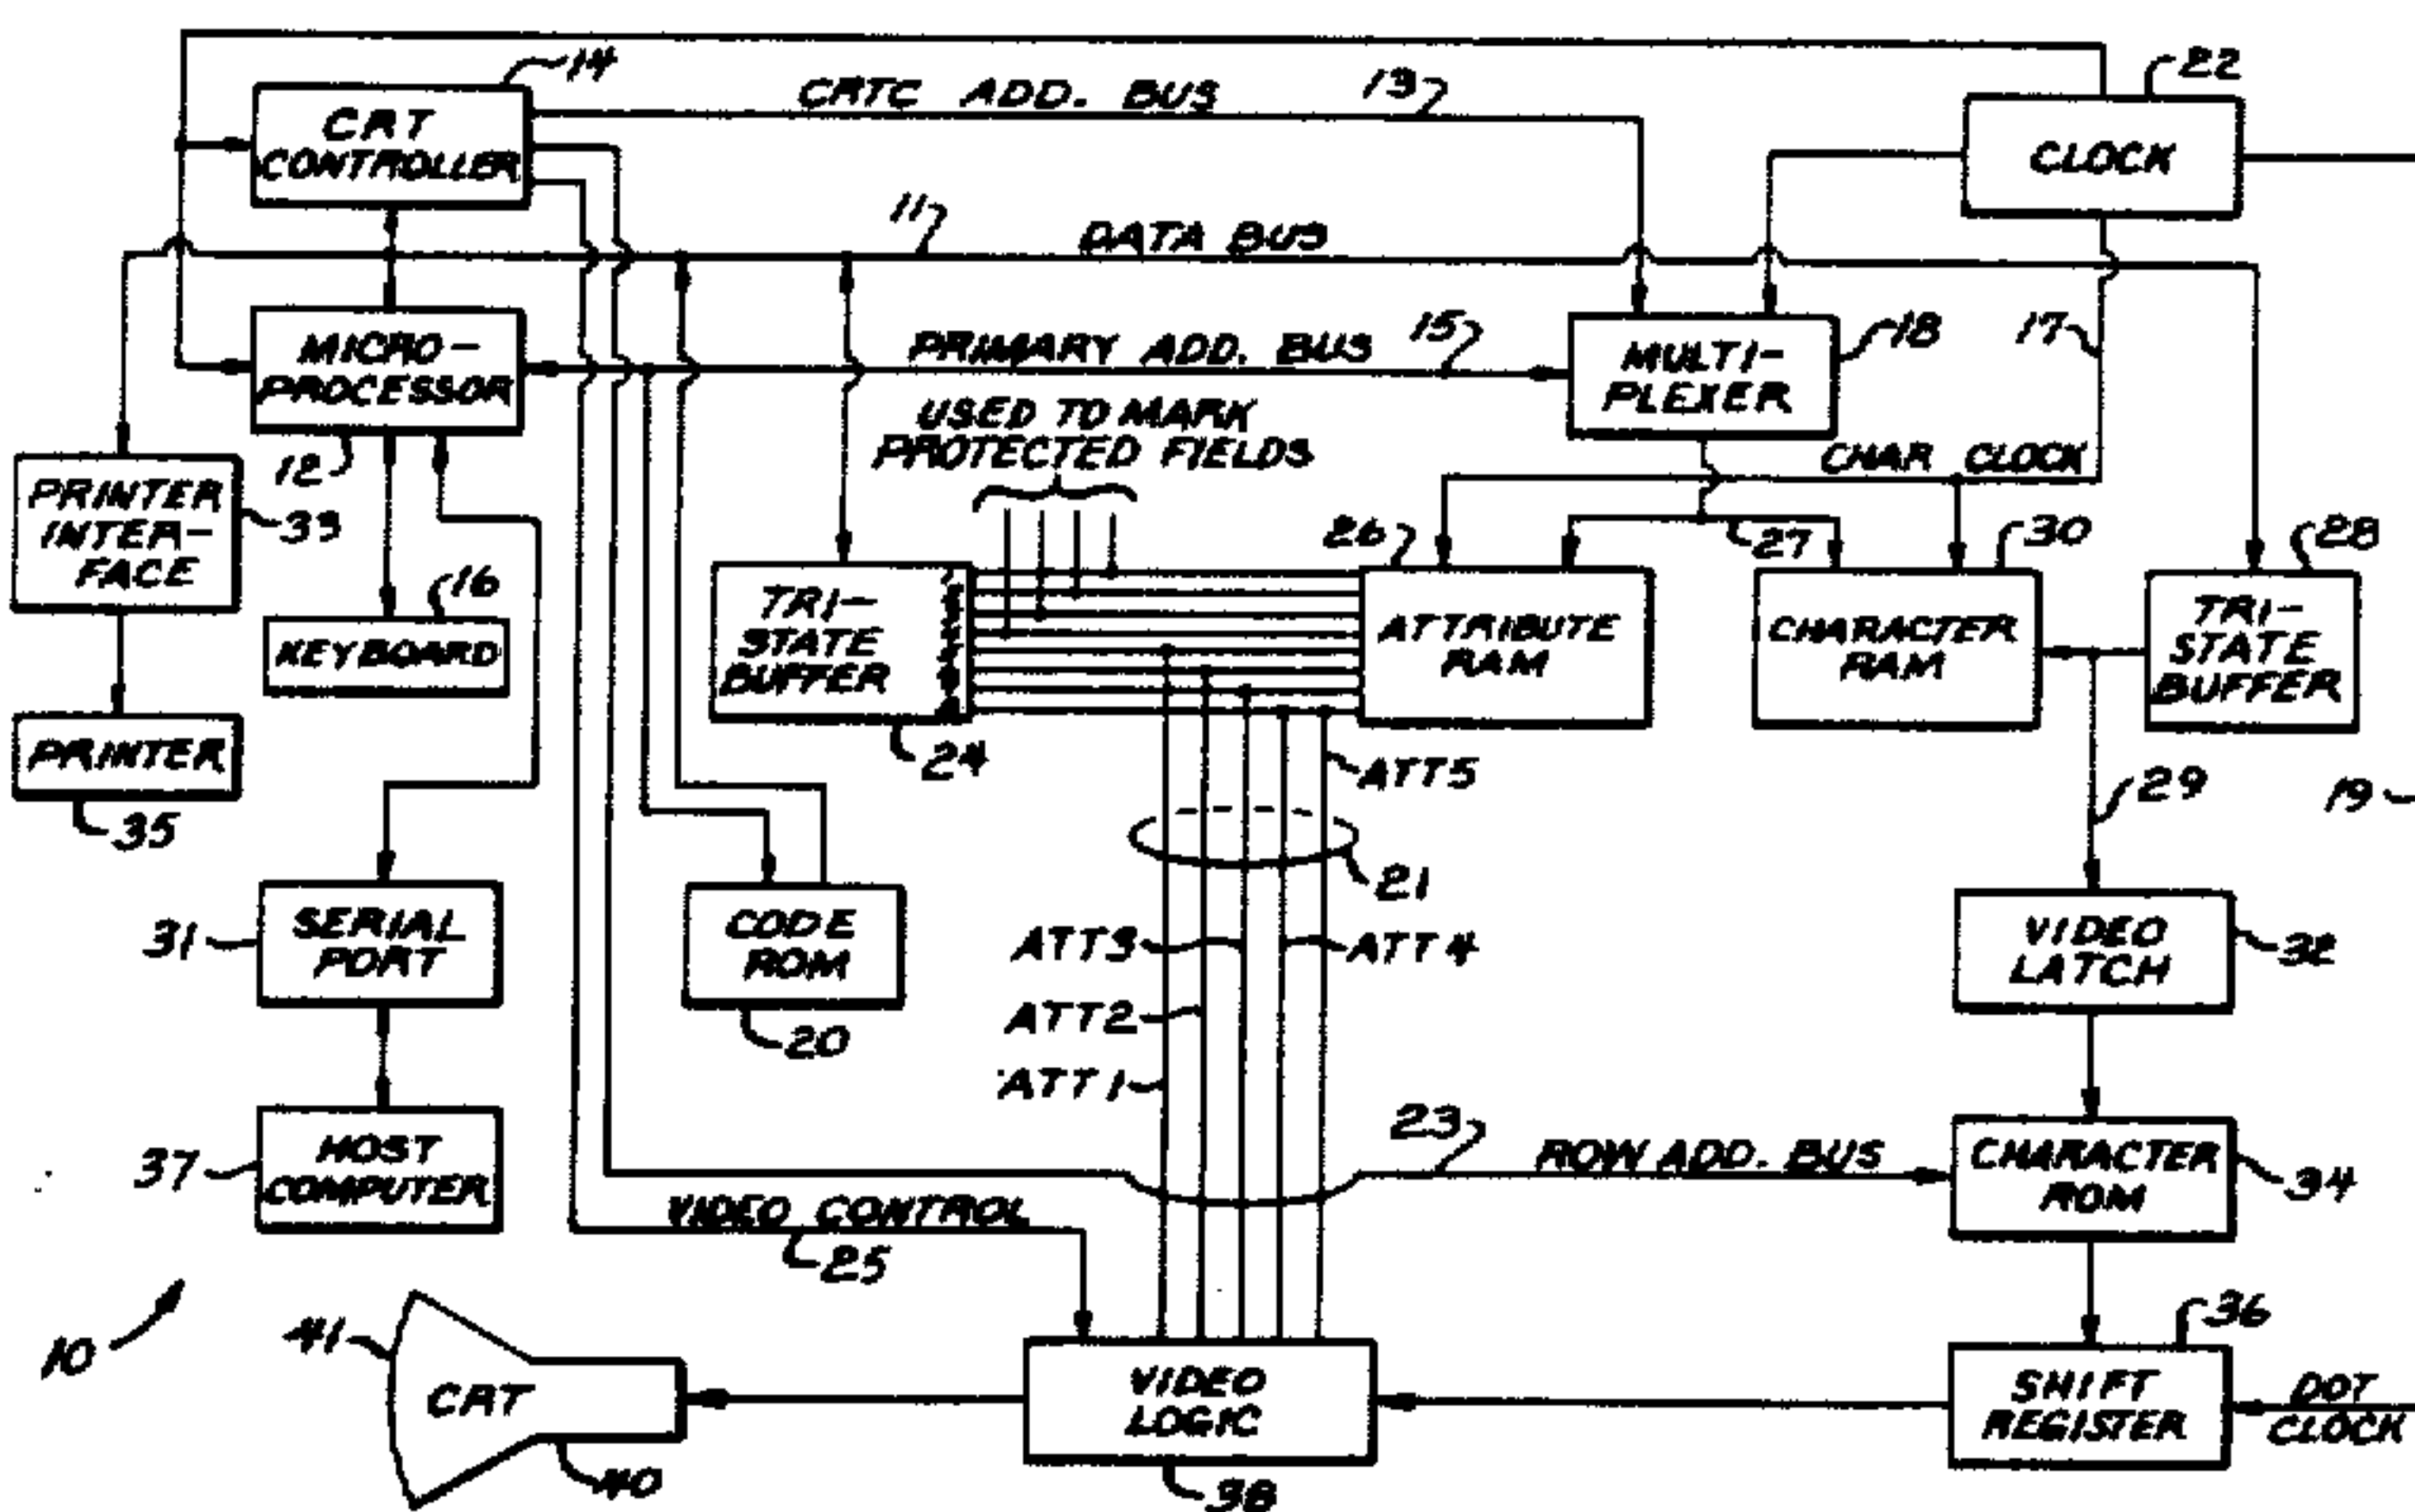 14
22
CRTC ADD. BUS
13
CRT
CONTROLLER
CLOCK
11
DATA BUS
MICRO-
PROCESSOR
12
PRIMARY ADD. BUS
15
MULTI-
PLEXER
18
17
USED TO MARK
PROTECTED FIELDS
CHAR CLOCK
PRINTER
INTER-
FACE
33
16
KEYBOARD
TRI-
STATE
BUFFER
24
26
ATTRIBUTE
RAM
27
30
CHARACTER
RAM
28
TRI-
STATE
BUFFER
PRINTER
35
ATT5
29
19
21
31
SERIAL
PORT
CODE
ROM
20
ATT3
ATT4
ATT2
ATT1
VIDEO
LATCH
32
37
HOST
COMPUTER
23
ROW ADD. BUS
CHARACTER
ROM
34
VIDEO CONTROL
25
10
41
CRT
40
VIDEO
LOGIC
38
36
SHIFT
REGISTER
DOT
CLOCK